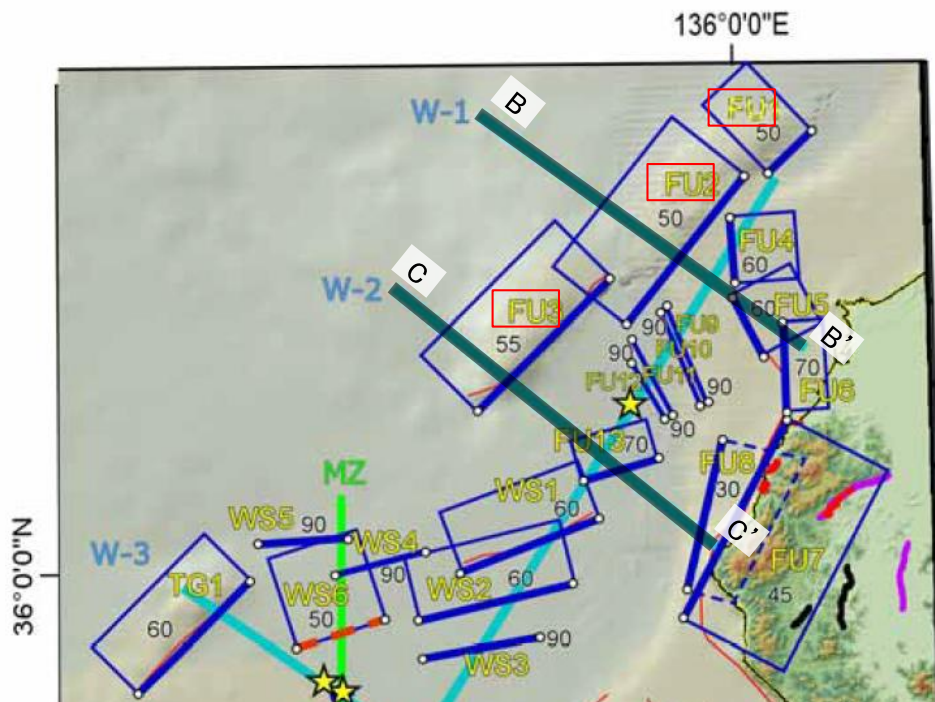 136°0'0"E
FU1
50
W-1
B
FU2
50
FU4
60
W-2
C
FU3
55
60
FU5
B'
90
FU9
FU10
90
FU11
FU12
90
90
70
FU6
FU13
70
FU8
30
WS1
60
MZ
WS5
90
C'
FU7
45
W-3
WS4
90
36°0'N
TG1
60
WS6
50
WS2
60
WS3
90